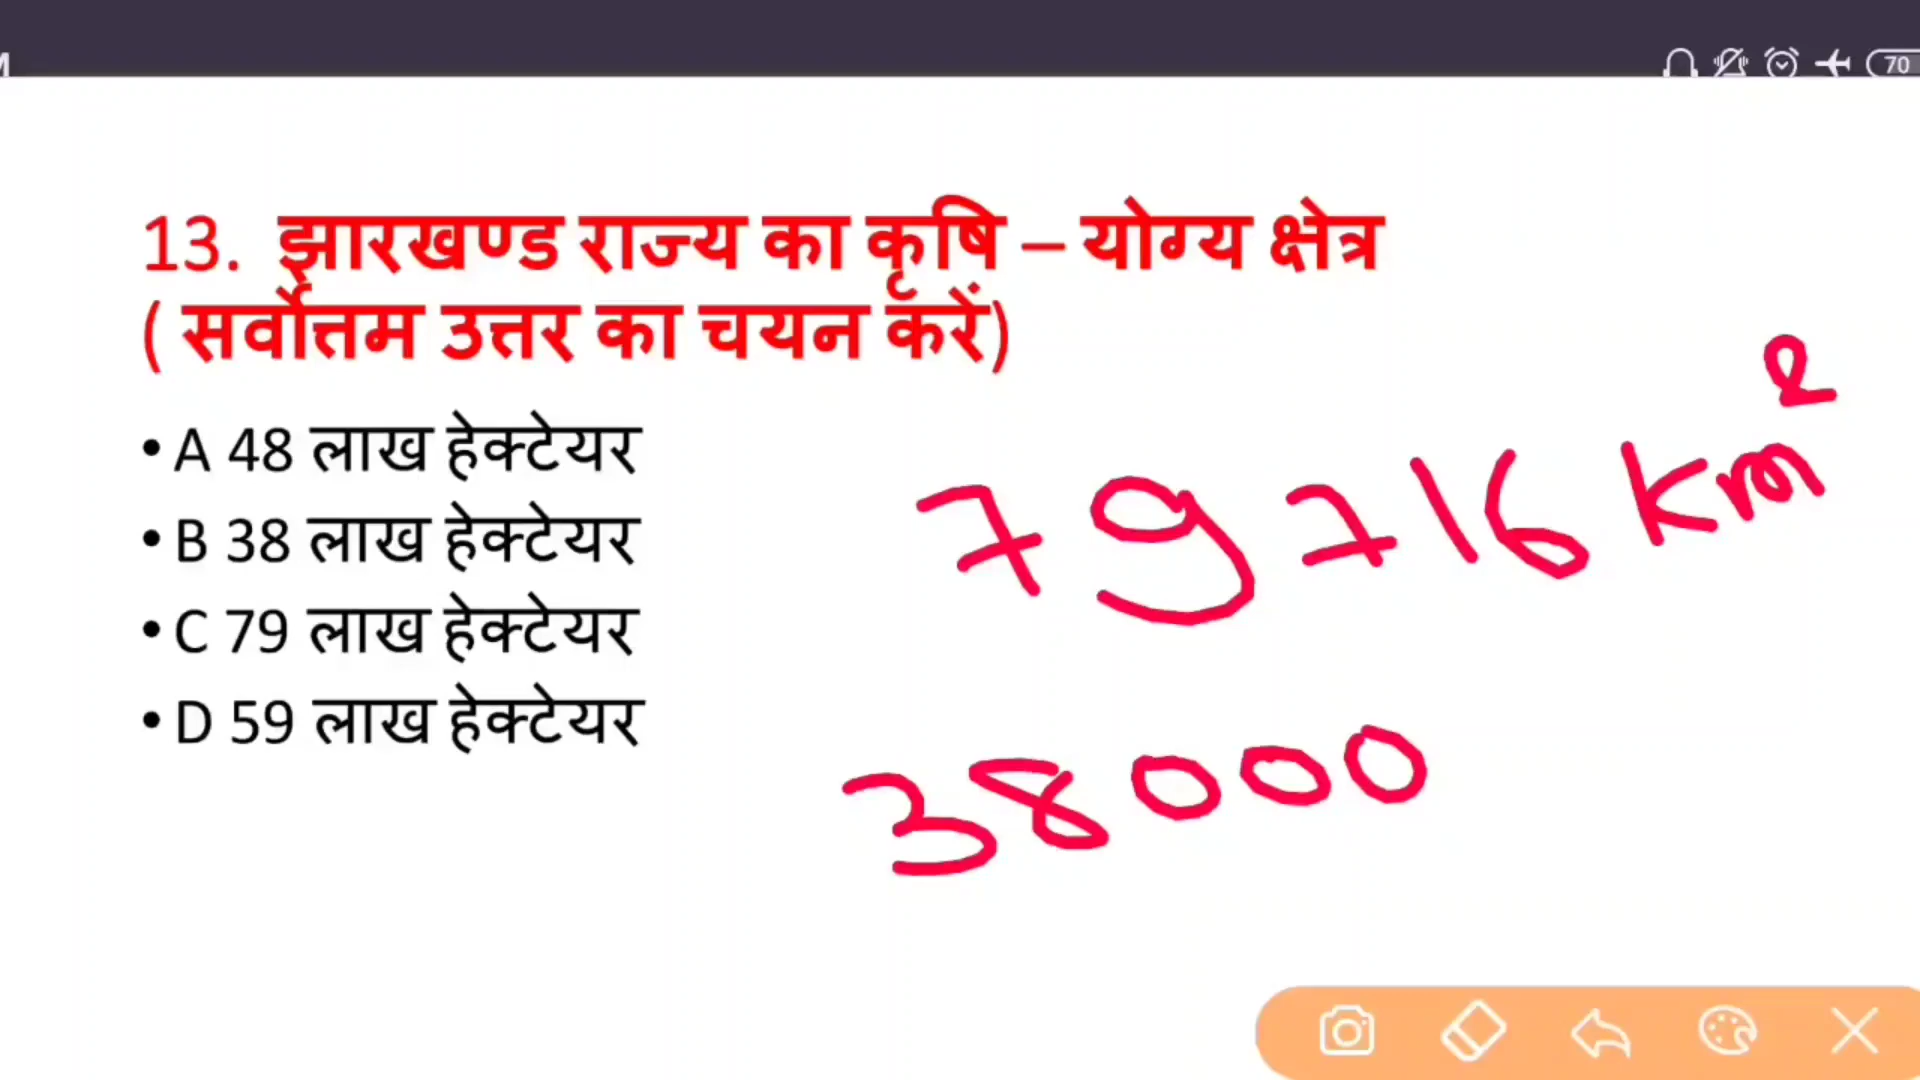 70
13. झारखण्ड राज्य का कृषि – योग्य क्षेत्र
( सर्वोत्तम उत्तर का चयन करें)
• A 48 लाख हेक्टेयर
• B 38 लाख हेक्टेयर
• C 79 लाख हेक्टेयर
• D 59 लाख हेक्टेयर
79716 km²
38000